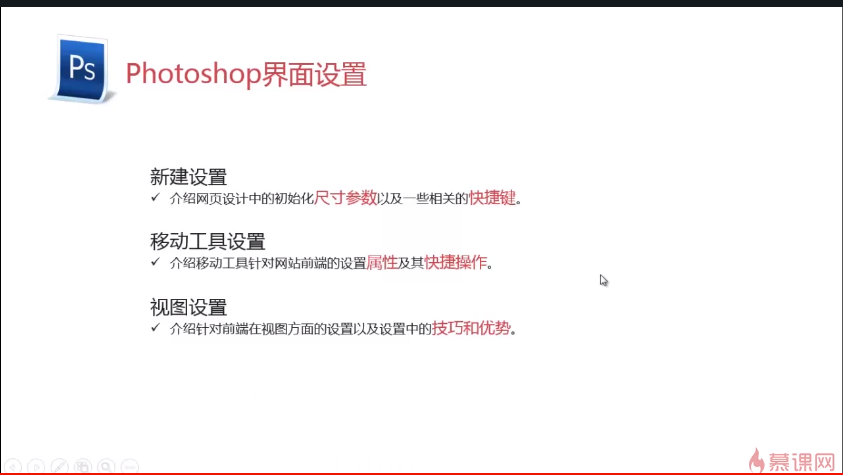 Ps
Photoshop界面设置
新建设置
✓ 介绍网页设计中的初始化尺寸参数以及一些相关的快捷键。
移动工具设置
✓ 介绍移动工具针对网站前端的设置属性及其快捷操作。
视图设置
✓ 介绍针对前端在视图方面的设置以及设置中的技巧和优势。
慕课网